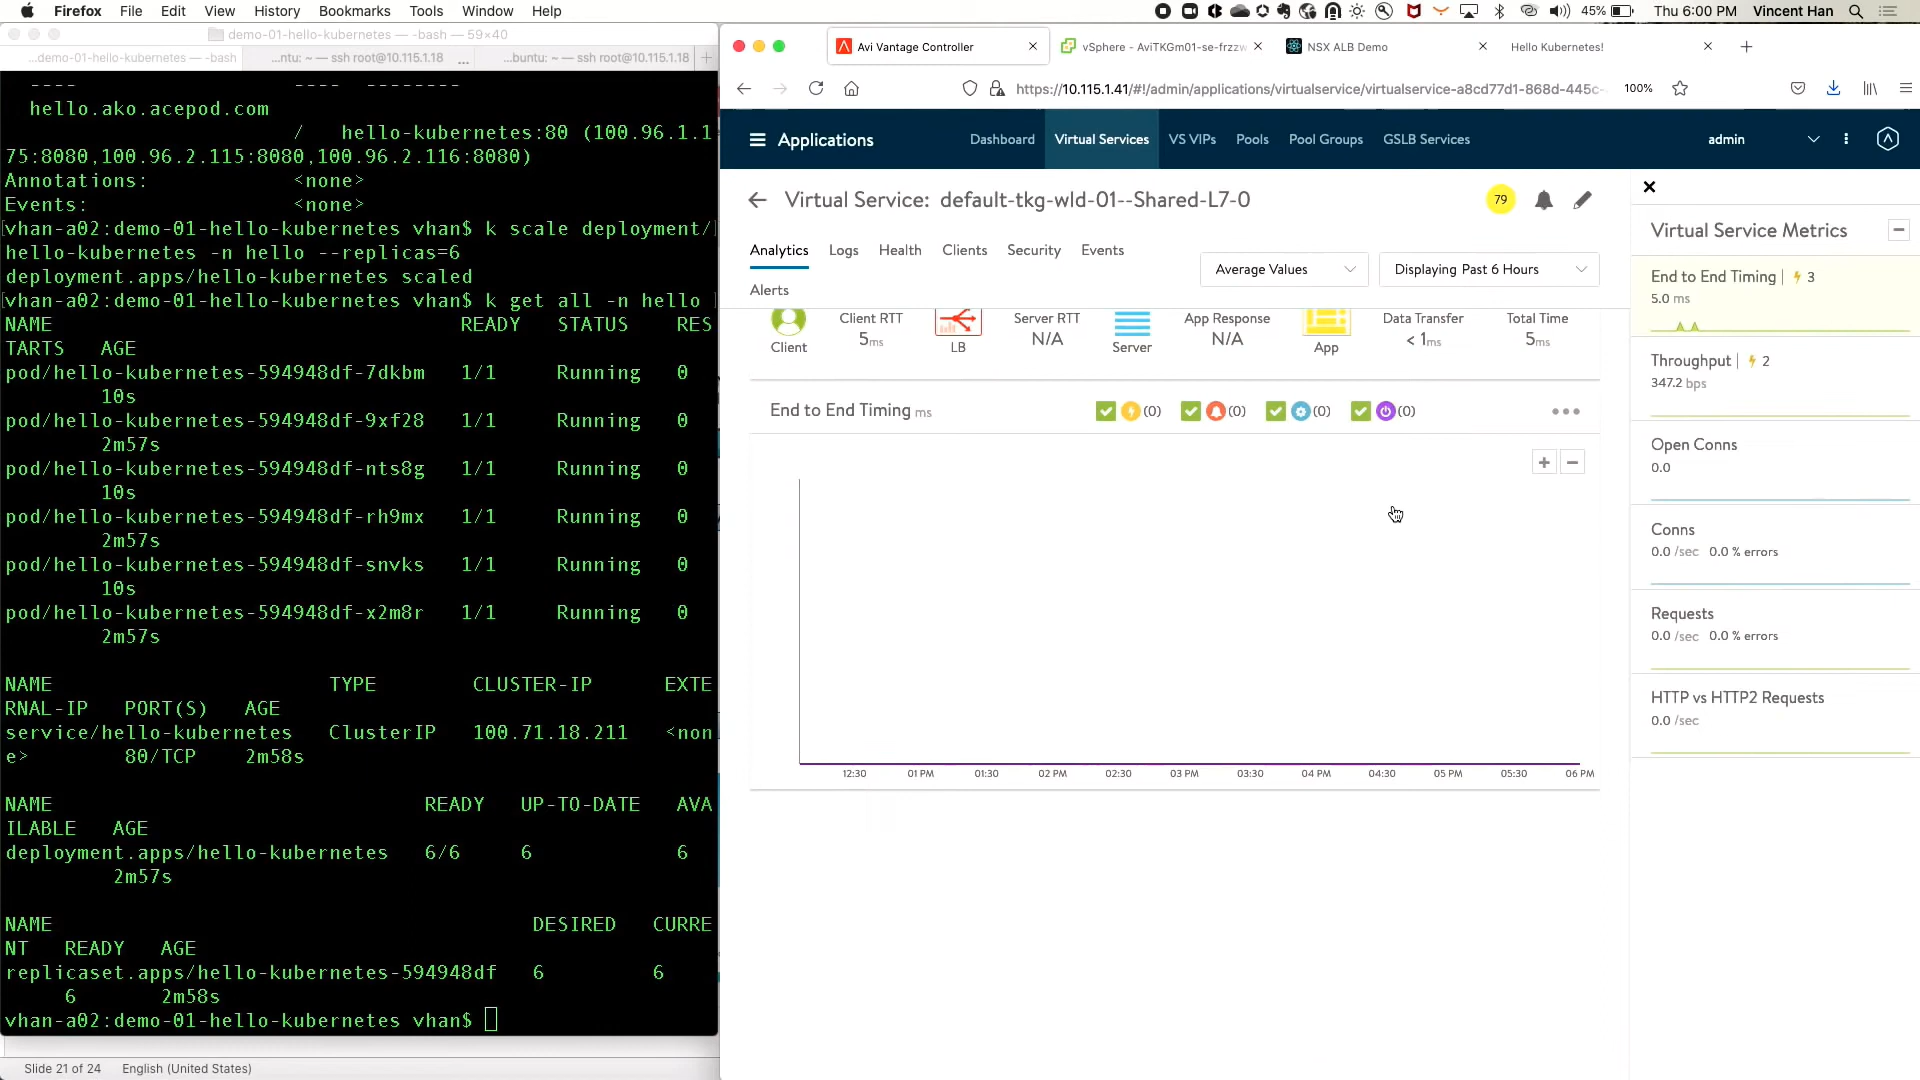 Firefox File Edit View History Bookmarks Tools Window Help
45% Thu 6:00 PM Vincent Han
demo-01-hello-kubernetes — -bash — 59×40
...demo-01-hello-kubernetes — -bash
...ntu: ~ — ssh root@10.115.1.18 ...
...buntu: ~ — ssh root@10.115.1.18
---- ---- --------
hello.ako.acepod.com
/ hello-kubernetes:80 (100.96.1.1
75:8080,100.96.2.115:8080,100.96.2.116:8080)
Annotations: <none>
Events: <none>
vhan-a02:demo-01-hello-kubernetes vhan$ k scale deployment/
hello-kubernetes -n hello --replicas=6
deployment.apps/hello-kubernetes scaled
vhan-a02:demo-01-hello-kubernetes vhan$ k get all -n hello
NAME READY STATUS RES
TARTS AGE
pod/hello-kubernetes-594948df-7dkbm 1/1 Running 0
10s
pod/hello-kubernetes-594948df-9xf28 1/1 Running 0
2m57s
pod/hello-kubernetes-594948df-nts8g 1/1 Running 0
10s
pod/hello-kubernetes-594948df-rh9mx 1/1 Running 0
2m57s
pod/hello-kubernetes-594948df-snvks 1/1 Running 0
10s
pod/hello-kubernetes-594948df-x2m8r 1/1 Running 0
2m57s
NAME TYPE CLUSTER-IP EXTE
RNAL-IP PORT(S) AGE
service/hello-kubernetes ClusterIP 100.71.18.211 <non
e> 80/TCP 2m58s
NAME READY UP-TO-DATE AVA
ILABLE AGE
deployment.apps/hello-kubernetes 6/6 6 6
2m57s
NAME DESIRED CURRE
NT READY AGE
replicaset.apps/hello-kubernetes-594948df 6 6
6 2m58s
vhan-a02:demo-01-hello-kubernetes vhan$
Slide 21 of 24 English (United States)
Avi Vantage Controller
vSphere - AviTKGm01-se-frzzw
NSX ALB Demo
Hello Kubernetes!
https://10.115.1.41/#!/admin/applications/virtualservice/virtualservice-a8cd77d1-868d-445c-
100%
Applications
Dashboard Virtual Services VS VIPs Pools Pool Groups GSLB Services
admin
Virtual Service: default-tkg-wld-01--Shared-L7-0
79
Analytics Logs Health Clients Security Events
Alerts
Average Values
Displaying Past 6 Hours
Client
Client RTT
5ms
LB
Server RTT
N/A
Server
App Response
N/A
App
Data Transfer
< 1ms
Total Time
5ms
End to End Timing ms
(0) (0) (0) (0)
12:30 01 PM 01:30 02 PM 02:30 03 PM 03:30 04 PM 04:30 05 PM 05:30 06 PM
Virtual Service Metrics
End to End Timing | 3
5.0 ms
Throughput | 2
347.2 bps
Open Conns
0.0
Conns
0.0 /sec 0.0 % errors
Requests
0.0 /sec 0.0 % errors
HTTP vs HTTP2 Requests
0.0 /sec